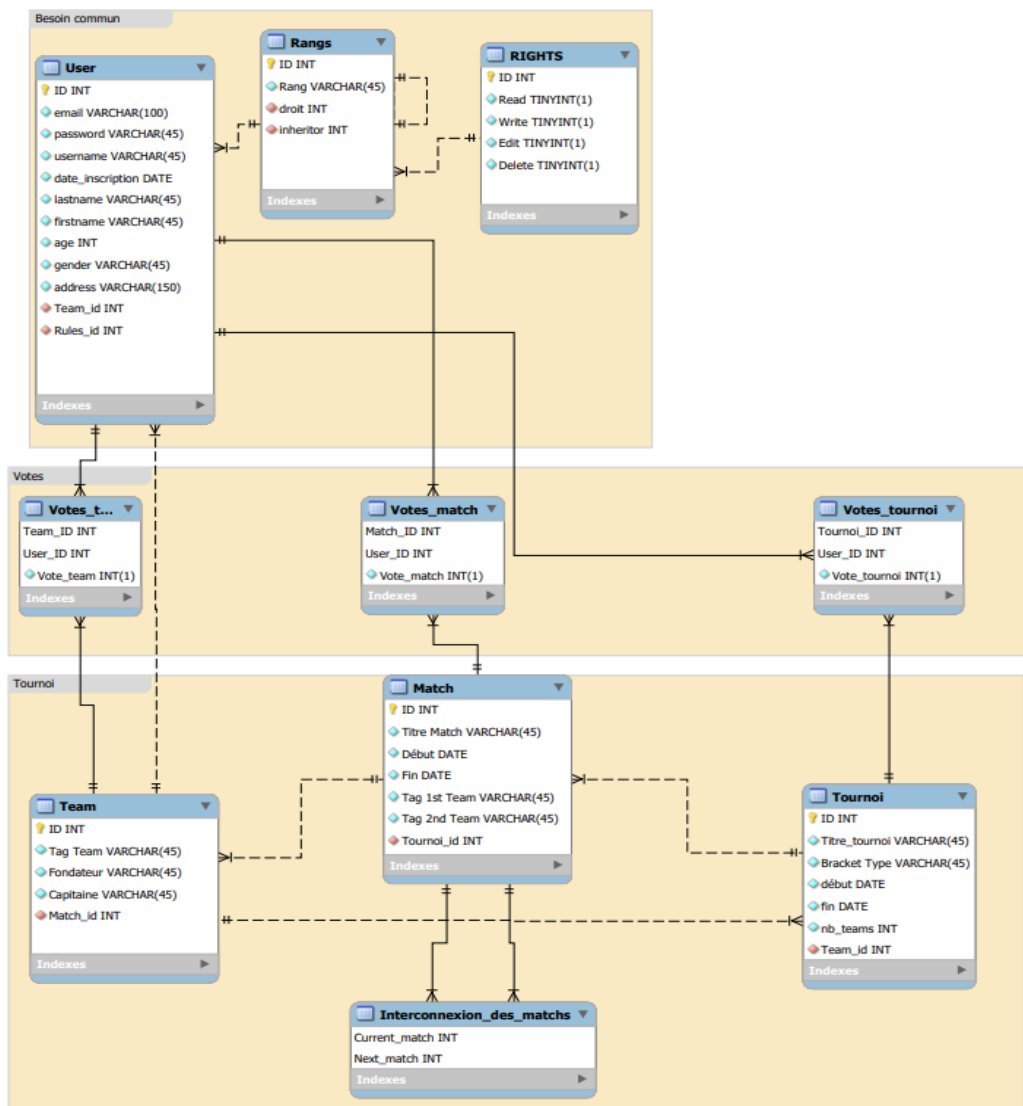 Besoin commun
User
ID INT
email VARCHAR(100)
password VARCHAR(45)
username VARCHAR(45)
date_inscription DATE
lastname VARCHAR(45)
firstname VARCHAR(45)
age INT
gender VARCHAR(45)
address VARCHAR(150)
Team_id INT
Rules_id INT
Indexes
Rangs
ID INT
Rang VARCHAR(45)
droit INT
inheritor INT
Indexes
RIGHTS
ID INT
Read TINYINT(1)
Write TINYINT(1)
Edit TINYINT(1)
Delete TINYINT(1)
Indexes
Votes
Votes_t...
Team_ID INT
User_ID INT
Vote_team INT(1)
Indexes
Votes_match
Match_ID INT
User_ID INT
Vote_match INT(1)
Indexes
Votes_tournoi
Tournoi_ID INT
User_ID INT
Vote_tournoi INT(1)
Indexes
Tournoi
Match
ID INT
Titre Match VARCHAR(45)
Début DATE
Fin DATE
Tag 1st Team VARCHAR(45)
Tag 2nd Team VARCHAR(45)
Tournoi_id INT
Indexes
Team
ID INT
Tag Team VARCHAR(45)
Fondateur VARCHAR(45)
Capitaine VARCHAR(45)
Match_id INT
Indexes
Tournoi
ID INT
Titre_tournoi VARCHAR(45)
Bracket Type VARCHAR(45)
début DATE
fin DATE
nb_teams INT
Team_id INT
Indexes
Interconnexion_des_matchs
Current_match INT
Next_match INT
Indexes